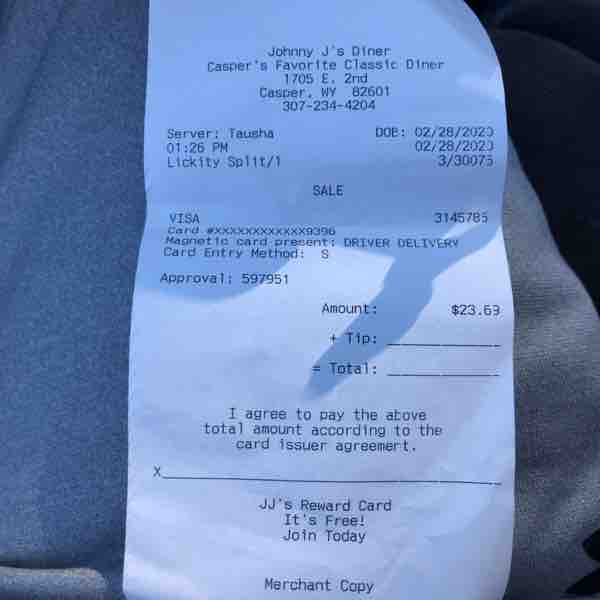 Johnny J's Diner
Casper's Favorite Classic Diner
1705 E. 2nd
Casper, WY 82601
307-234-4204
Server: Tausha DOB: 02/28/2020
01:26 PM 02/28/2020
Lickity Split/1 3/30075
SALE
VISA 3145785
Card #XXXXXXXXXXXX9396
Magnetic card present: DRIVER DELIVERY
Card Entry Method: S
Approval: 597951
Amount: $23.69
+ Tip:
= Total:
I agree to pay the above
total amount according to the
card issuer agreement.
X
JJ's Reward Card
It's Free!
Join Today
Merchant Copy